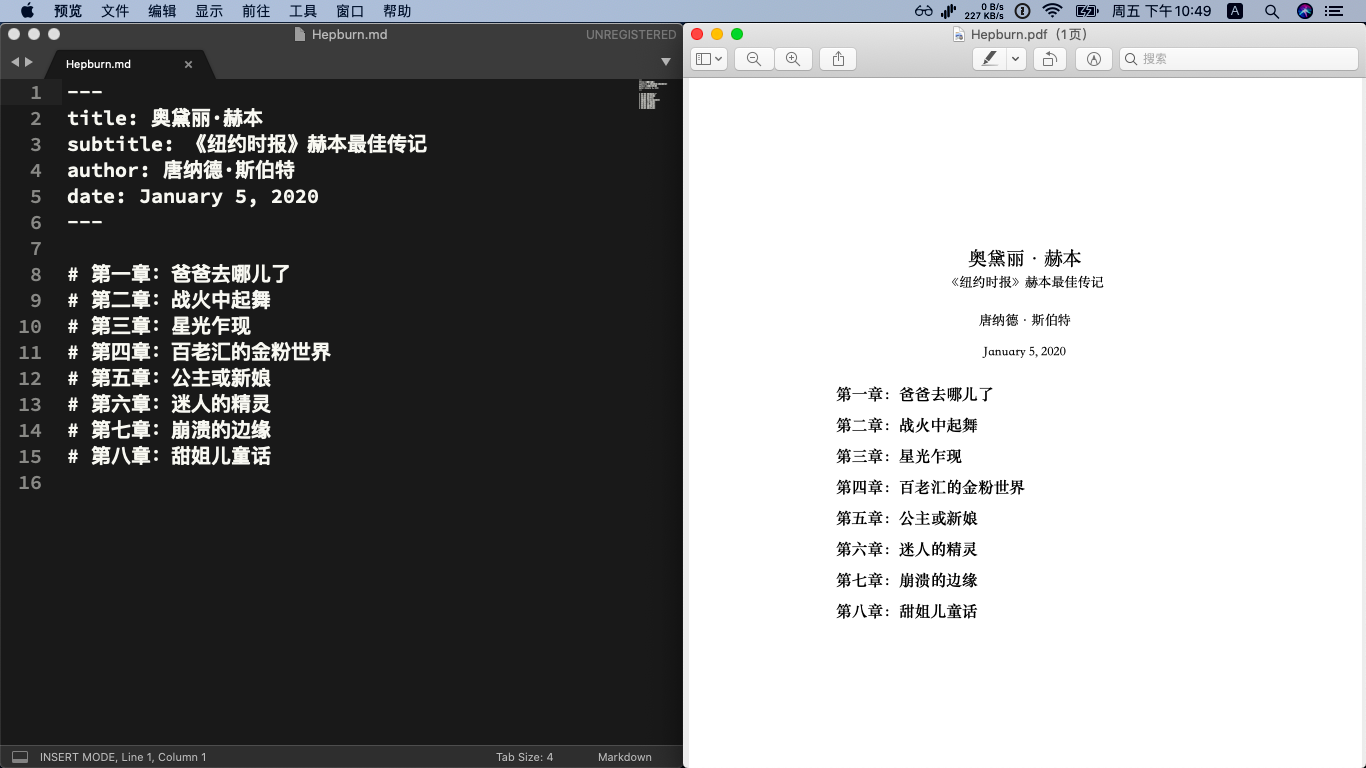 预览 文件 编辑 显示 前往 工具 窗口 帮助
0 B/s
227 KB/s
周五 下午10:49 A
Hepburn.md UNREGISTERED
Hepburn.md
1 ---
2 title: 奥黛丽·赫本
3 subtitle: 《纽约时报》赫本最佳传记
4 author: 唐纳德·斯伯特
5 date: January 5, 2020
6 ---
7
8 # 第一章：爸爸去哪儿了
9 # 第二章：战火中起舞
10 # 第三章：星光乍现
11 # 第四章：百老汇的金粉世界
12 # 第五章：公主或新娘
13 # 第六章：迷人的精灵
14 # 第七章：崩溃的边缘
15 # 第八章：甜姐儿童话
16
INSERT MODE, Line 1, Column 1 Tab Size: 4 Markdown
Hepburn.pdf（1页）
搜索
奥黛丽·赫本
《纽约时报》赫本最佳传记
唐纳德·斯伯特
January 5, 2020
第一章：爸爸去哪儿了
第二章：战火中起舞
第三章：星光乍现
第四章：百老汇的金粉世界
第五章：公主或新娘
第六章：迷人的精灵
第七章：崩溃的边缘
第八章：甜姐儿童话